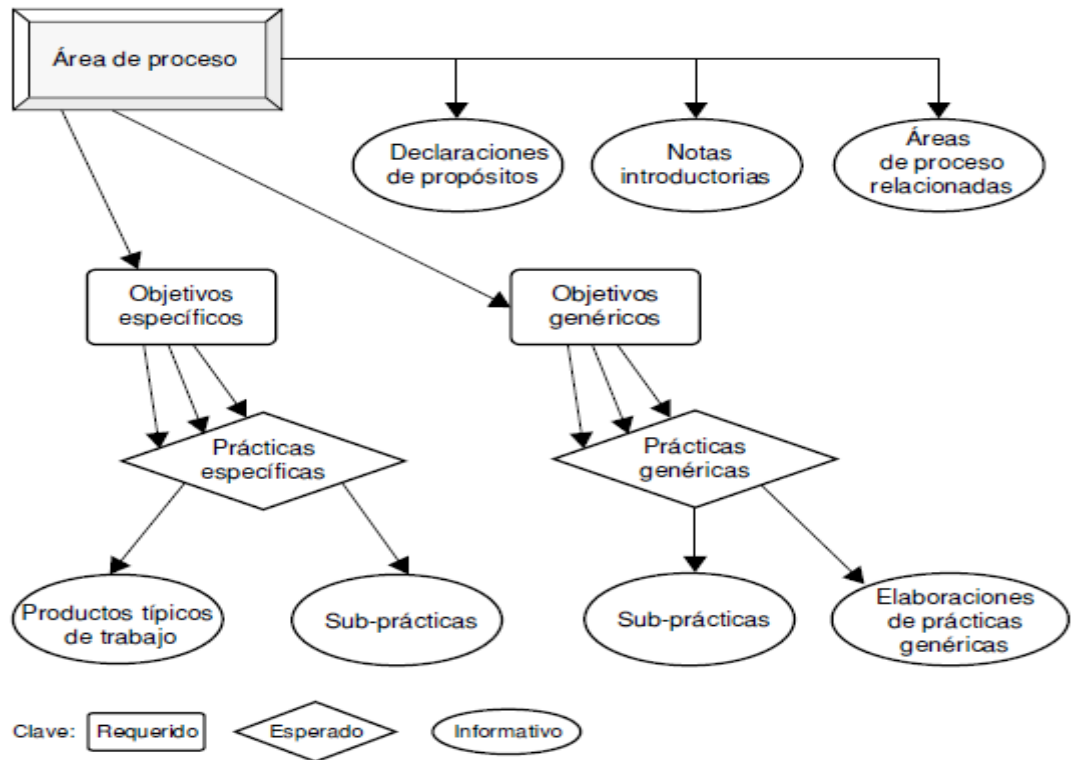 Área de proceso
Declaraciones
de propósitos
Notas
introductorias
Áreas
de proceso
relacionadas
Objetivos
específicos
Objetivos
genéricos
Prácticas
específicas
Prácticas
genéricas
Productos típicos
de trabajo
Sub-prácticas
Sub-prácticas
Elaboraciones
de prácticas
genéricas
Clave: Requerido Esperado Informativo